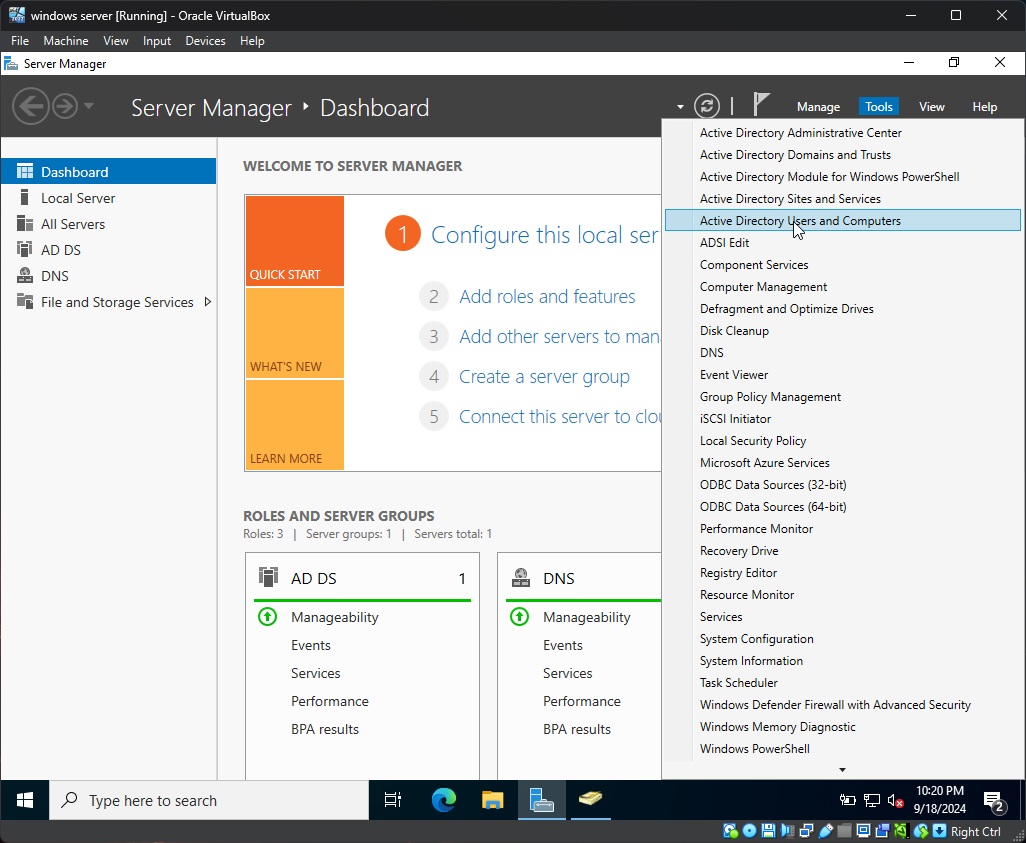 windows server [Running] - Oracle VirtualBox
File Machine View Input Devices Help
Server Manager
Server Manager Dashboard
Manage Tools View Help
Dashboard
Local Server
All Servers
AD DS
DNS
File and Storage Services
WELCOME TO SERVER MANAGER
QUICK START
WHAT'S NEW
LEARN MORE
1 Configure this local ser
2 Add roles and features
3 Add other servers to man
4 Create a server group
5 Connect this server to clou
ROLES AND SERVER GROUPS
Roles: 3 | Server groups: 1 | Servers total: 1
AD DS 1
Manageability
Events
Services
Performance
BPA results
DNS
Manageability
Events
Services
Performance
BPA results
Active Directory Administrative Center
Active Directory Domains and Trusts
Active Directory Module for Windows PowerShell
Active Directory Sites and Services
Active Directory Users and Computers
ADSI Edit
Component Services
Computer Management
Defragment and Optimize Drives
Disk Cleanup
DNS
Event Viewer
Group Policy Management
iSCSI Initiator
Local Security Policy
Microsoft Azure Services
ODBC Data Sources (32-bit)
ODBC Data Sources (64-bit)
Performance Monitor
Recovery Drive
Registry Editor
Resource Monitor
Services
System Configuration
System Information
Task Scheduler
Windows Defender Firewall with Advanced Security
Windows Memory Diagnostic
Windows PowerShell
Type here to search
10:20 PM
9/18/2024
2
Right Ctrl